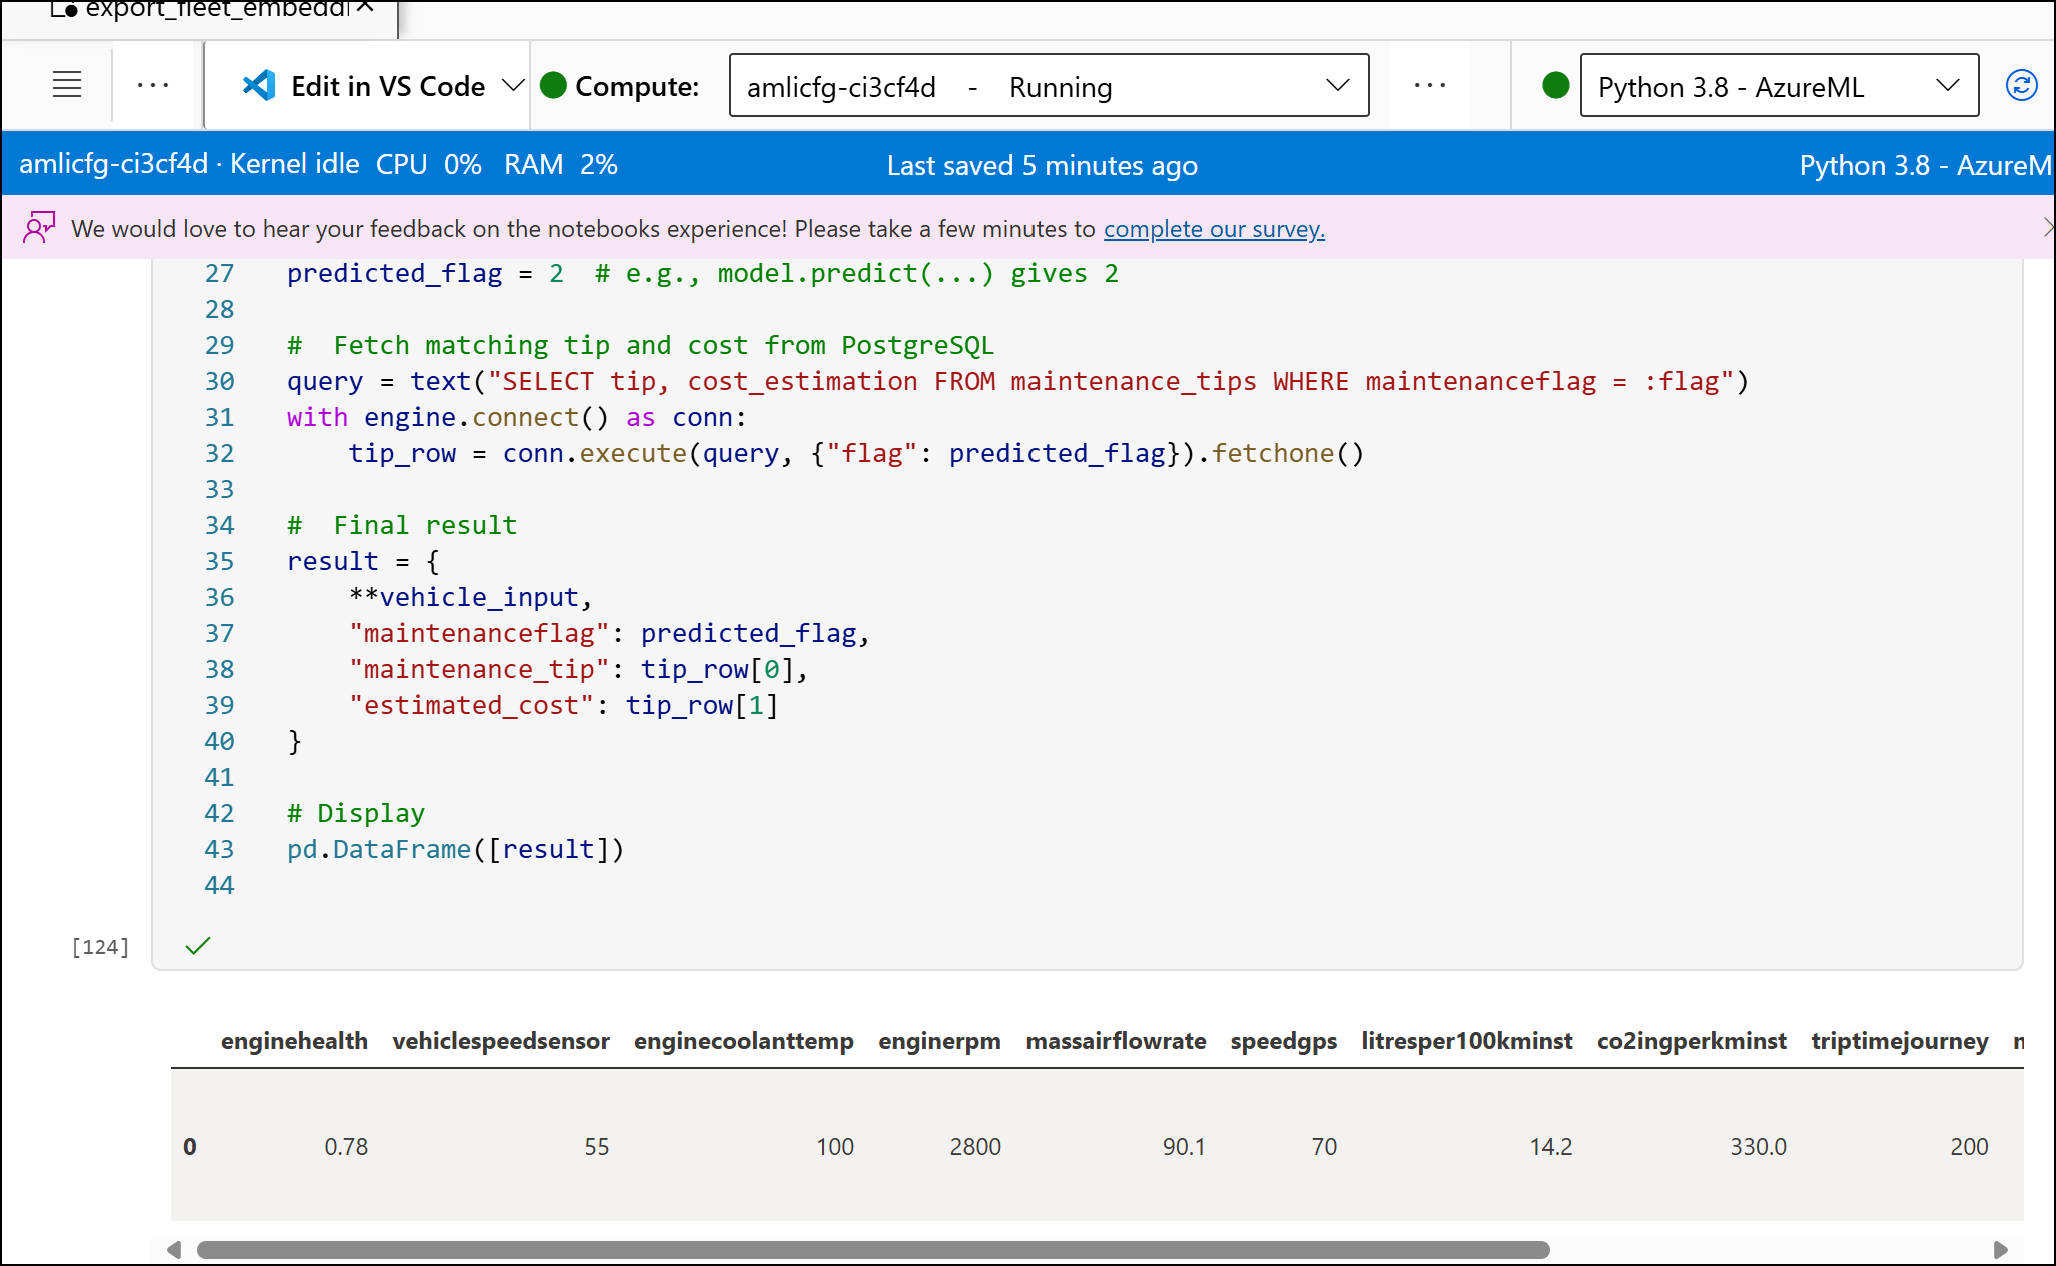 export_fleet_embeddi
Edit in VS Code
Compute:
amlicfg-ci3cf4d - Running
Python 3.8 - AzureML
amlicfg-ci3cf4d · Kernel idle CPU 0% RAM 2%
Last saved 5 minutes ago
Python 3.8 - AzureM
We would love to hear your feedback on the notebooks experience! Please take a few minutes to complete our survey.
27 predicted_flag = 2  # e.g., model.predict(...) gives 2
28
29 #  Fetch matching tip and cost from PostgreSQL
30 query = text("SELECT tip, cost_estimation FROM maintenance_tips WHERE maintenanceflag = :flag")
31 with engine.connect() as conn:
32     tip_row = conn.execute(query, {"flag": predicted_flag}).fetchone()
33
34 #  Final result
35 result = {
36     **vehicle_input,
37     "maintenanceflag": predicted_flag,
38     "maintenance_tip": tip_row[0],
39     "estimated_cost": tip_row[1]
40 }
41
42 # Display
43 pd.DataFrame([result])
44
[124]
enginehealth vehiclespeedsensor enginecoolanttemp enginerpm massairflowrate speedgps litresper100kminst co2ingperkminst triptimejourney
0 0.78 55 100 2800 90.1 70 14.2 330.0 200